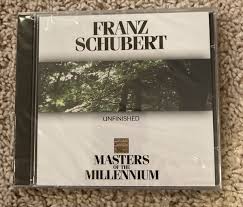 FRANZ
SCHUBERT
UNFINISHED
MASTERS
OF THE
MILLENNIUM